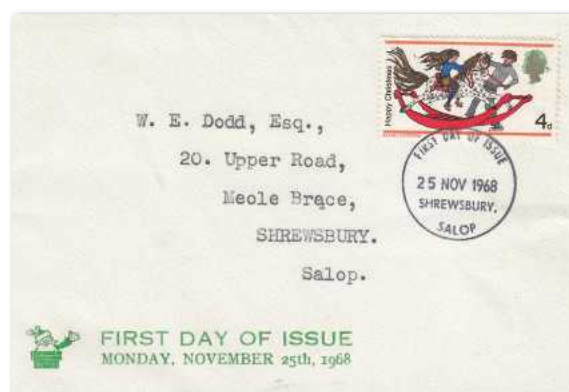 Happy Christmas
4d
W. E. Dodd, Esq.,
20. Upper Road,
Meole Brace,
SHREWSBURY.
Salop.
FIRST DAY OF ISSUE
25 NOV 1968
SHREWSBURY.
SALOP
FIRST DAY OF ISSUE
MONDAY, NOVEMBER 25th, 1968